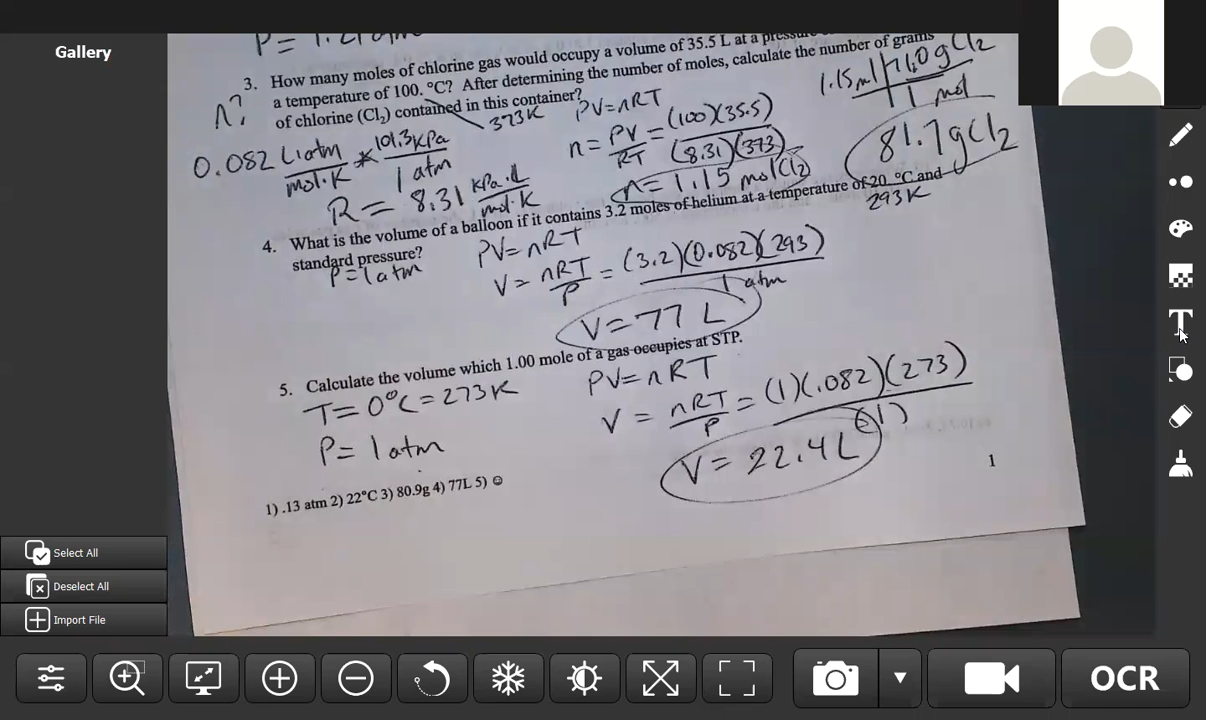 Gallery
P = 1.21 atm
3. How many moles of chlorine gas would occupy a volume of 35.5 L at a pressure
a temperature of 100. °C? After determining the number of moles, calculate the number of grams
of chlorine (Cl₂) contained in this container?
n?
373K
PV=nRT
n = PV/RT = (100)(35.5)/(8.31)(373)
n = 1.15 mol Cl₂
1.15 mol | 71.0 g Cl₂
1 mol
81.7 g Cl₂
0.082 L·atm/mol·K * 101.3 kPa/1 atm
R = 8.31 kPa·L/mol·K
4. What is the volume of a balloon if it contains 3.2 moles of helium at a temperature of 20 °C and
standard pressure?
293K
P = 1 atm
PV = nRT
V = nRT/P = (3.2)(0.082)(293)/1 atm
V = 77 L
5. Calculate the volume which 1.00 mole of a gas occupies at STP.
T = 0°C = 273K
P = 1 atm
PV = nRT
V = nRT/P = (1)(.082)(273)/(1)
V = 22.4 L
1
1) .13 atm 2) 22°C 3) 80.9g 4) 77L 5) ☺
Select All
Deselect All
Import File
OCR